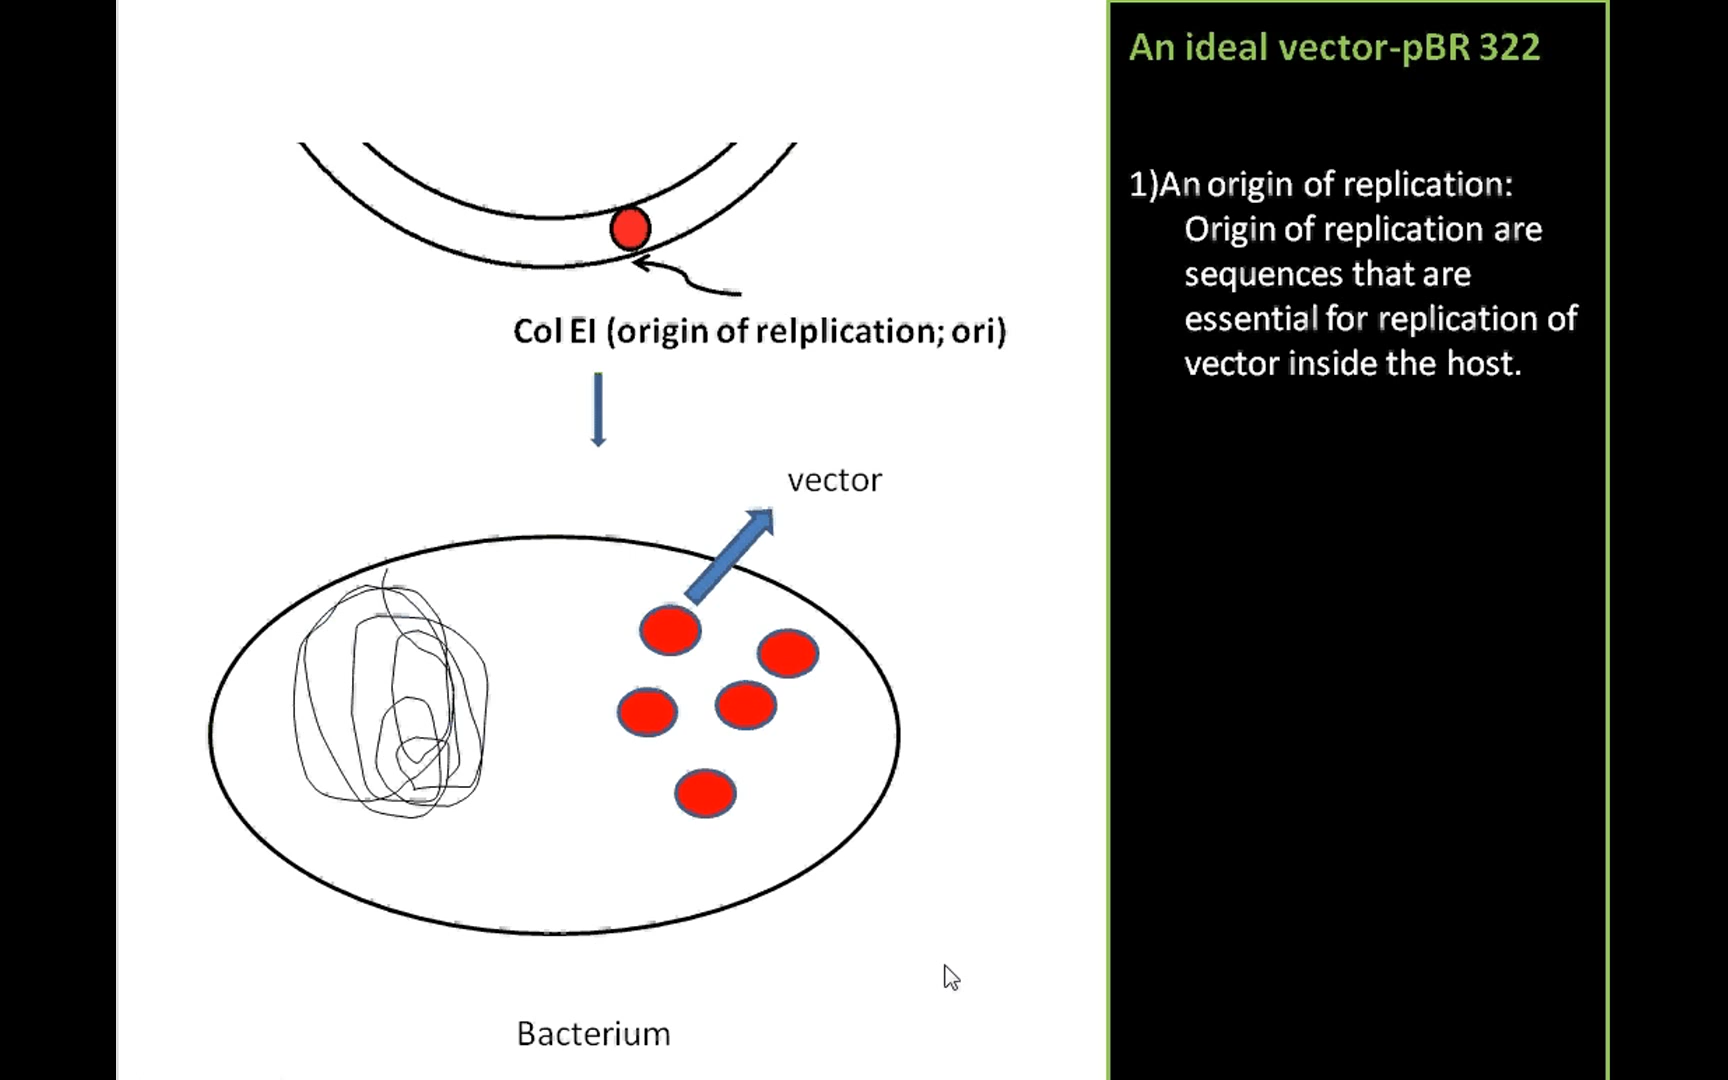 An ideal vector-pBR 322
1)An origin of replication:
Origin of replication are
sequences that are
essential for replication of
vector inside the host.
Col EI (origin of relplication; ori)
vector
Bacterium